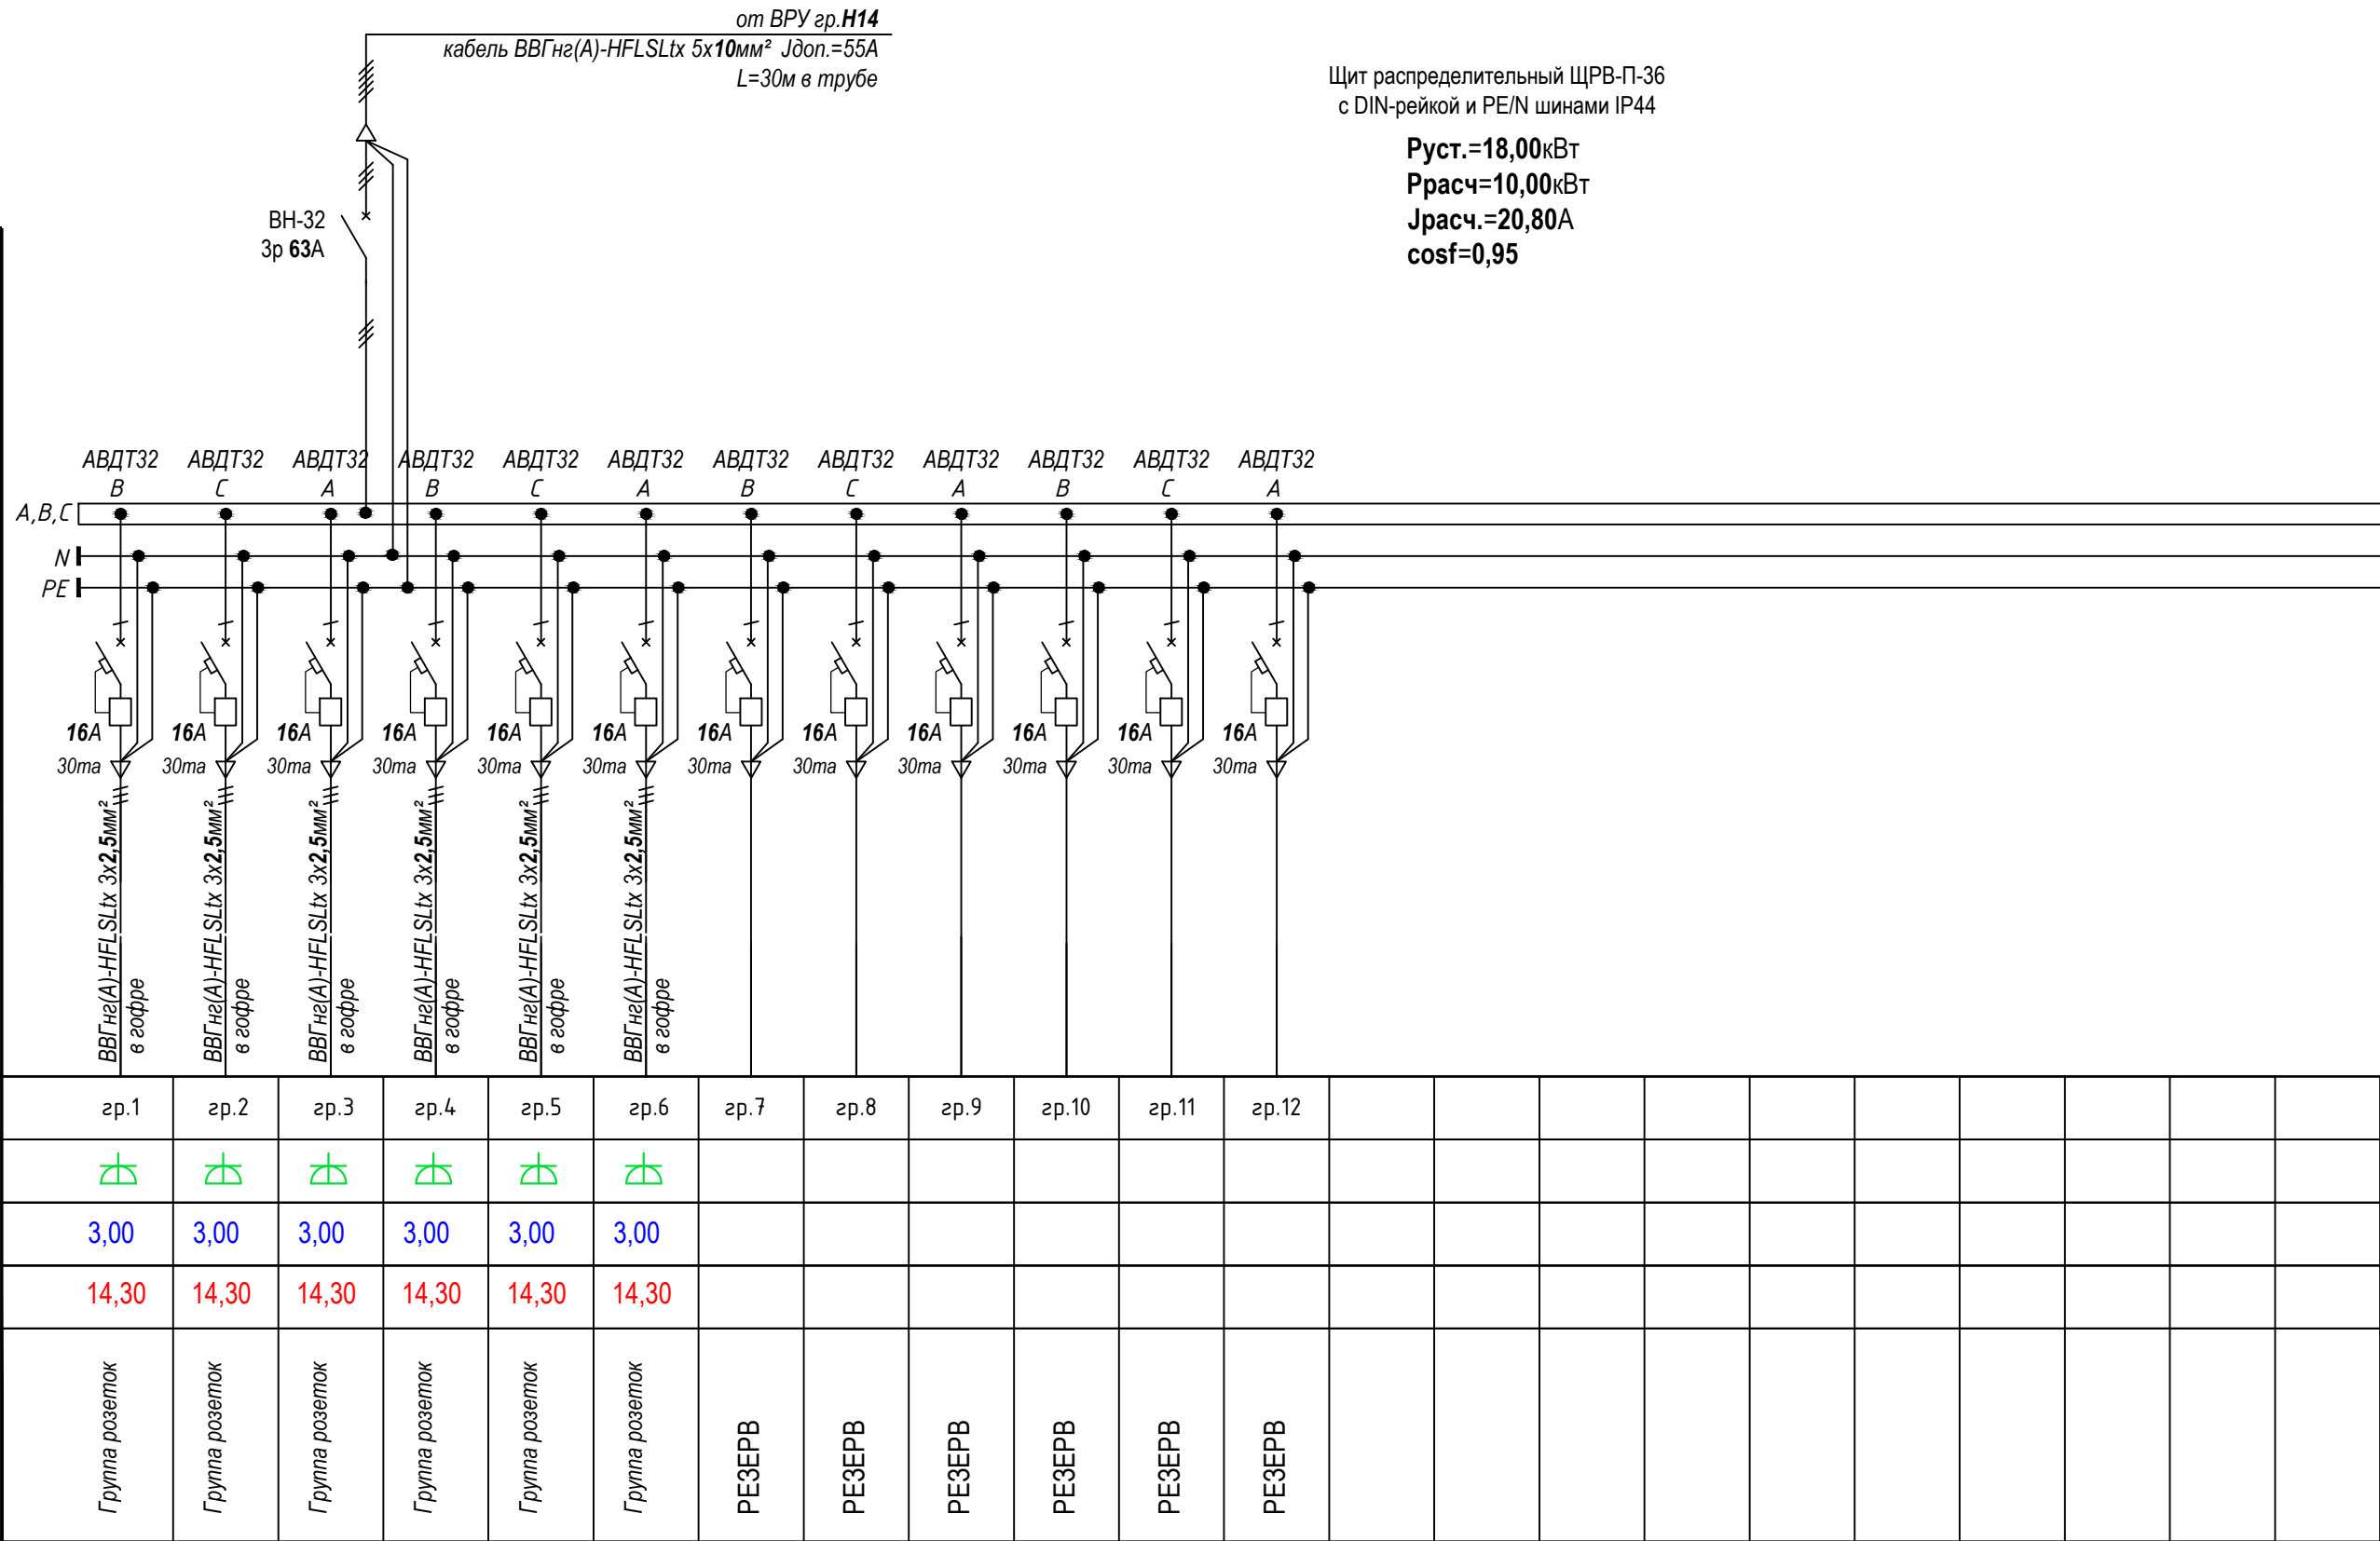 от ВРУ гр.Н14
кабель ВВГнг(А)-HFLSLtx 5х10мм² Jдоп.=55А
L=30м в трубе
Щит распределительный ЩРВ-П-36
с DIN-рейкой и PE/N шинами IP44
Руст.=18,00кВт
Ррасч=10,00кВт
Jрасч.=20,80А
cosf=0,95
ВН-32
3р 63А
АВДТ32 АВДТ32 АВДТ32 АВДТ32 АВДТ32 АВДТ32 АВДТ32 АВДТ32 АВДТ32 АВДТ32 АВДТ32 АВДТ32
B C A B C A B C A B C A
A,B,C
N
PE
16А 16А 16А 16А 16А 16А 16А 16А 16А 16А 16А 16А
30ma 30ma 30ma 30ma 30ma 30ma 30ma 30ma 30ma 30ma 30ma 30ma
ВВГнг(А)-HFLSLtx 3х2,5мм²
в гофре
ВВГнг(А)-HFLSLtx 3х2,5мм²
в гофре
ВВГнг(А)-HFLSLtx 3х2,5мм²
в гофре
ВВГнг(А)-HFLSLtx 3х2,5мм²
в гофре
ВВГнг(А)-HFLSLtx 3х2,5мм²
в гофре
ВВГнг(А)-HFLSLtx 3х2,5мм²
в гофре
гр.1 гр.2 гр.3 гр.4 гр.5 гр.6 гр.7 гр.8 гр.9 гр.10 гр.11 гр.12
3,00 3,00 3,00 3,00 3,00 3,00
14,30 14,30 14,30 14,30 14,30 14,30
Группа розеток
Группа розеток
Группа розеток
Группа розеток
Группа розеток
Группа розеток
РЕЗЕРВ
РЕЗЕРВ
РЕЗЕРВ
РЕЗЕРВ
РЕЗЕРВ
РЕЗЕРВ